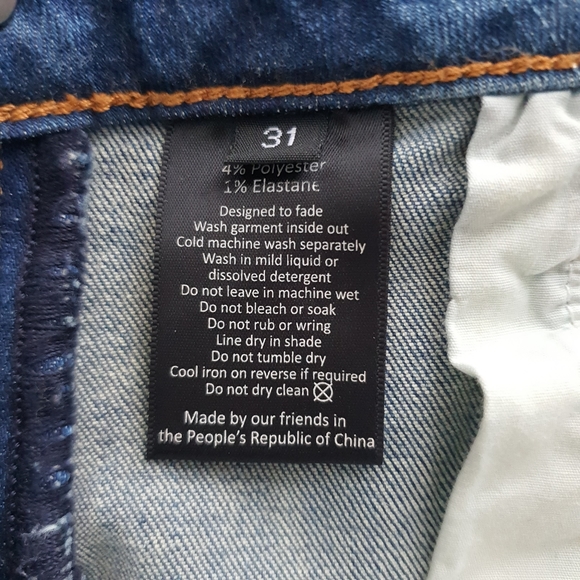 31
4% Polyester
1% Elastane
Designed to fade
Wash garment inside out
Cold machine wash separately
Wash in mild liquid or
dissolved detergent
Do not leave in machine wet
Do not bleach or soak
Do not rub or wring
Line dry in shade
Do not tumble dry
Cool iron on reverse if required
Do not dry clean
Made by our friends in
the People's Republic of China